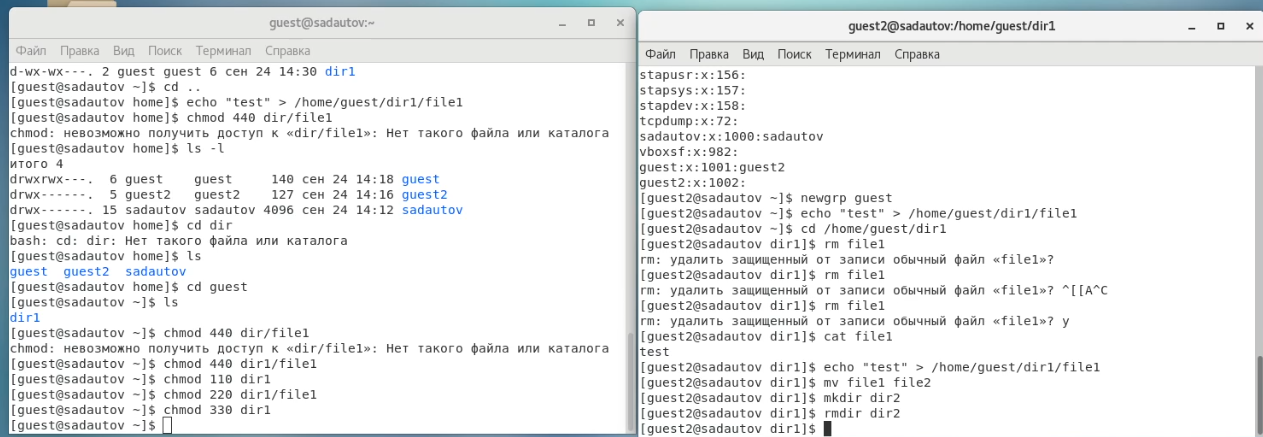 guest@sadautov:~
Файл Правка Вид Поиск Терминал Справка
d-wx-wx---. 2 guest guest 6 сен 24 14:30 dir1
[guest@sadautov ~]$ cd ..
[guest@sadautov home]$ echo "test" > /home/guest/dir1/file1
[guest@sadautov home]$ chmod 440 dir/file1
chmod: невозможно получить доступ к «dir/file1»: Нет такого файла или каталога
[guest@sadautov home]$ ls -l
итого 4
drwxrwx---.  6 guest    guest     140 сен 24 14:18 guest
drwx------.  5 guest2   guest2    127 сен 24 14:16 guest2
drwx------. 15 sadautov sadautov 4096 сен 24 14:12 sadautov
[guest@sadautov home]$ cd dir
bash: cd: dir: Нет такого файла или каталога
[guest@sadautov home]$ ls
guest  guest2  sadautov
[guest@sadautov home]$ cd guest
[guest@sadautov ~]$ ls
dir1
[guest@sadautov ~]$ chmod 440 dir/file1
chmod: невозможно получить доступ к «dir/file1»: Нет такого файла или каталога
[guest@sadautov ~]$ chmod 440 dir1/file1
[guest@sadautov ~]$ chmod 110 dir1
[guest@sadautov ~]$ chmod 220 dir1/file1
[guest@sadautov ~]$ chmod 330 dir1
[guest@sadautov ~]$
guest2@sadautov:/home/guest/dir1
Файл Правка Вид Поиск Терминал Справка
stapusr:x:156:
stapsys:x:157:
stapdev:x:158:
tcpdump:x:72:
sadautov:x:1000:sadautov
vboxsf:x:982:
guest:x:1001:guest2
guest2:x:1002:
[guest2@sadautov ~]$ newgrp guest
[guest2@sadautov ~]$ echo "test" > /home/guest/dir1/file1
[guest2@sadautov ~]$ cd /home/guest/dir1
[guest2@sadautov dir1]$ rm file1
rm: удалить защищенный от записи обычный файл «file1»?
[guest2@sadautov dir1]$ rm file1
rm: удалить защищенный от записи обычный файл «file1»? ^[[A^C
[guest2@sadautov dir1]$ rm file1
rm: удалить защищенный от записи обычный файл «file1»? y
[guest2@sadautov dir1]$ cat file1
test
[guest2@sadautov dir1]$ echo "test" > /home/guest/dir1/file1
[guest2@sadautov dir1]$ mv file1 file2
[guest2@sadautov dir1]$ mkdir dir2
[guest2@sadautov dir1]$ rmdir dir2
[guest2@sadautov dir1]$